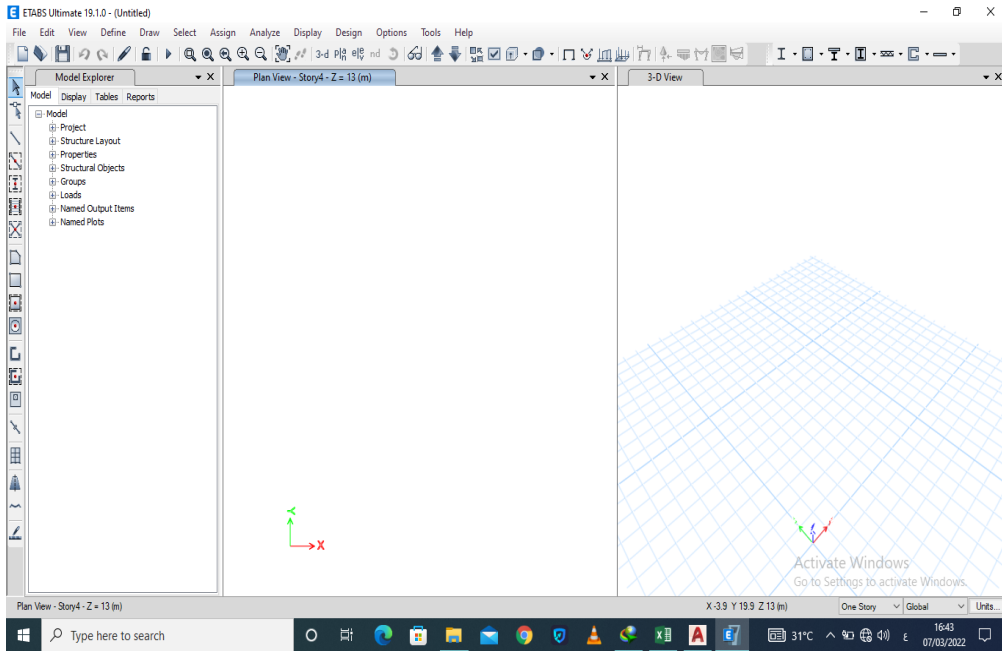 ETABS Ultimate 19.1.0 - (Untitled)
File Edit View Define Draw Select Assign Analyze Display Design Options Tools Help
3-d nd
Model Explorer
Plan View - Story4 - Z = 13 (m)
3-D View
Model Display Tables Reports
Model
Project
Structure Layout
Properties
Structural Objects
Groups
Loads
Named Output Items
Named Plots
Y
X
Activate Windows
Go to Settings to activate Windows.
Plan View - Story4 - Z = 13 (m)
X -3.9 Y 19.9 Z 13 (m)
One Story
Global
Units...
Type here to search
31°C
ع
16:43
07/03/2022